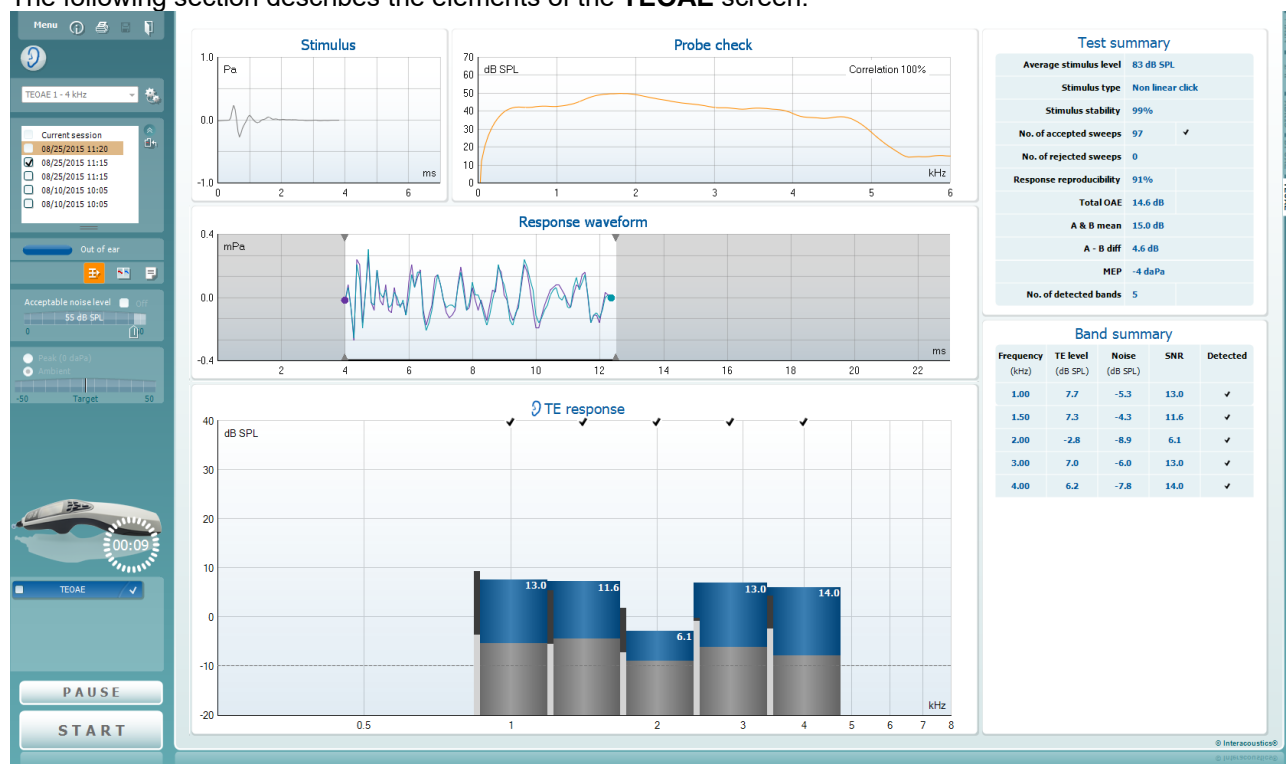 The following section describes the elements of the TEOAE screen.
Menu
TEOAE 1 - 4 kHz
Current session
08/25/2015 11:20
08/25/2015 11:15
08/25/2015 11:15
08/10/2015 10:05
08/10/2015 10:05
Out of ear
Acceptable noise level Off
55 dB SPL
0
Peak (0 daPa)
Ambient
-50 Target 50
00:09
TEOAE
PAUSE
START
Stimulus
1.0
Pa
0.0
-1.0
ms
0 2 4 6
Probe check
70
dB SPL Correlation 100%
60
50
40
30
20
10
0
kHz
0 1 2 3 4 5 6
Response waveform
0.4
mPa
0.0
-0.4
ms
2 4 6 8 10 12 14 16 18 20 22
TE response
40
dB SPL
30
20
10
0
-10
-20
13.0 11.6 6.1 13.0 14.0
kHz
0.5 1 2 3 4 5 6 7 8
Test summary
Average stimulus level 83 dB SPL
Stimulus type Non linear click
Stimulus stability 99%
No. of accepted sweeps 97 ✔
No. of rejected sweeps 0
Response reproducibility 91%
Total OAE 14.6 dB
A & B mean 15.0 dB
A - B diff 4.6 dB
MEP -4 daPa
No. of detected bands 5
Band summary
Frequency TE level Noise SNR Detected
(kHz) (dB SPL) (dB SPL)
1.00 7.7 -5.3 13.0 ✔
1.50 7.3 -4.3 11.6 ✔
2.00 -2.8 -8.9 6.1 ✔
3.00 7.0 -6.0 13.0 ✔
4.00 6.2 -7.8 14.0 ✔
© Interacoustics®